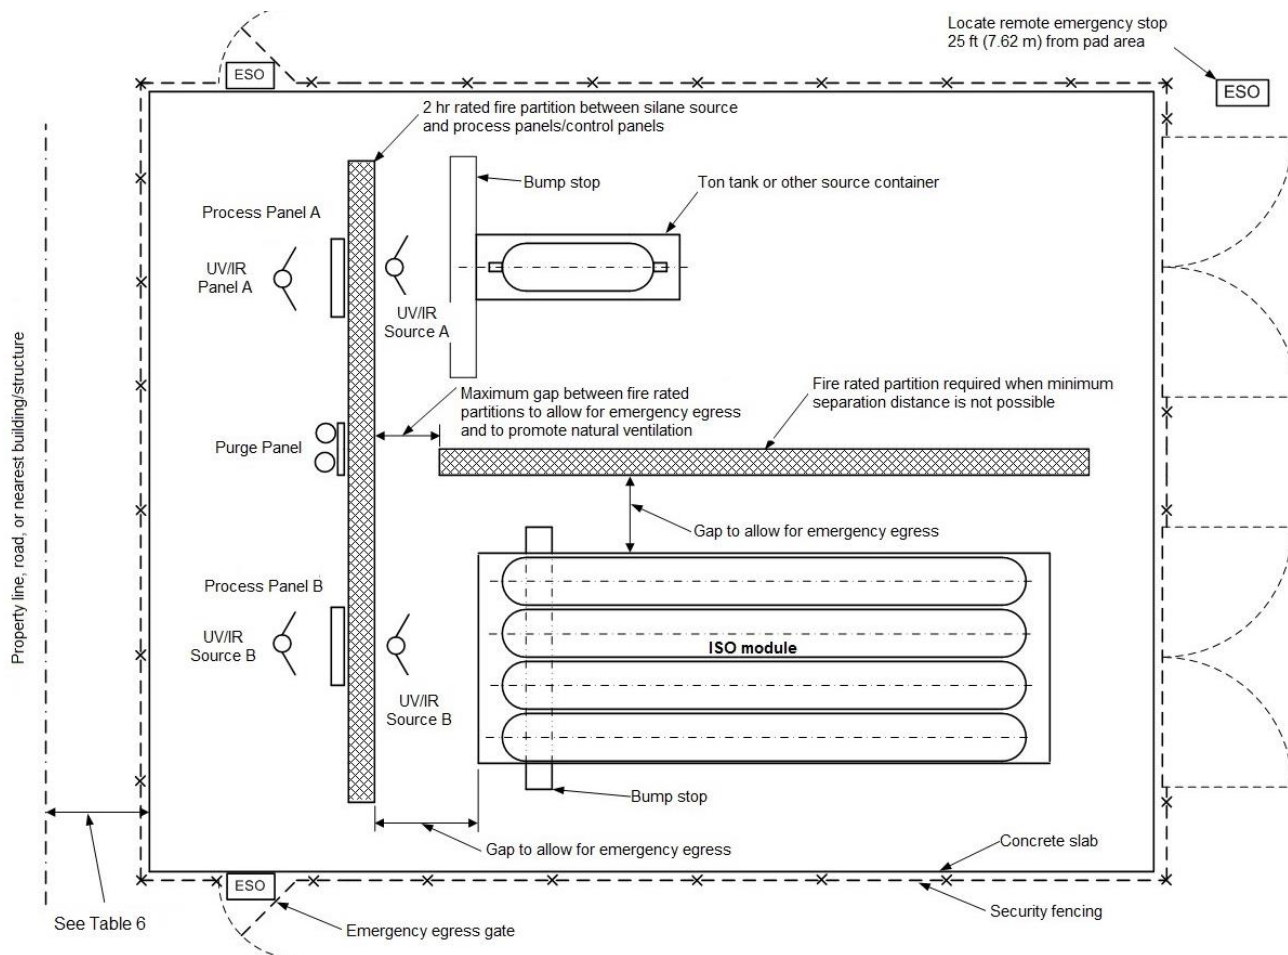 Locate remote emergency stop
25 ft (7.62 m) from pad area
ESO
ESO
2 hr rated fire partition between silane source
and process panels/control panels
Bump stop
Ton tank or other source container
Process Panel A
UV/IR
Panel A
UV/IR
Source A
Maximum gap between fire rated
partitions to allow for emergency egress
and to promote natural ventilation
Fire rated partition required when minimum
separation distance is not possible
Purge Panel
Gap to allow for emergency egress
Property line, road, or nearest building/structure
Process Panel B
UV/IR
Source B
UV/IR
Source B
ISO module
Bump stop
Gap to allow for emergency egress
Concrete slab
ESO
Security fencing
See Table 6
Emergency egress gate